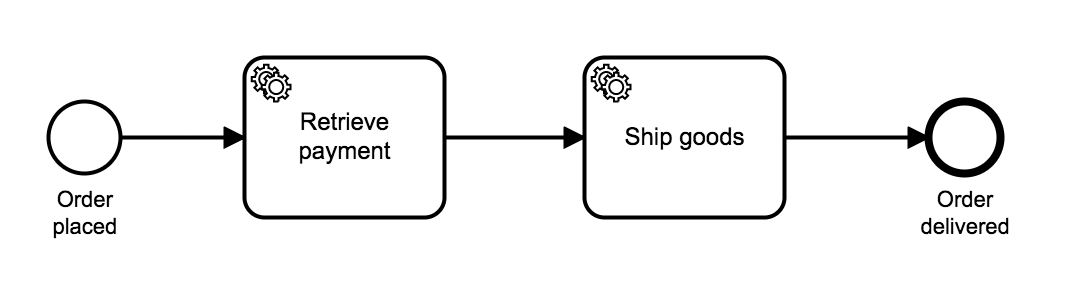 Order
placed
Retrieve
payment
Ship goods
Order
delivered